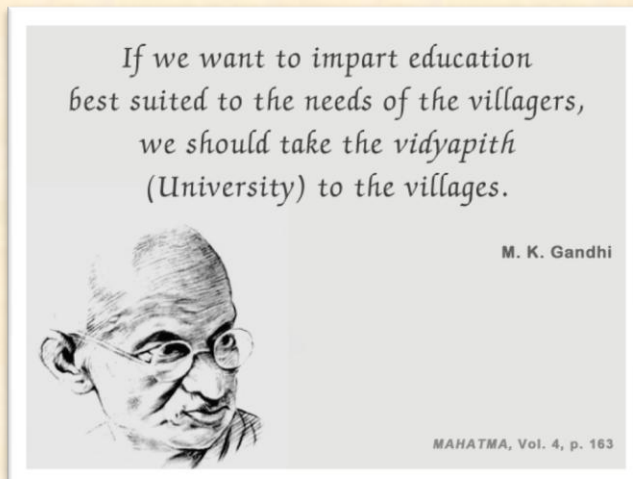 If we want to impart education
best suited to the needs of the villagers,
we should take the vidyapith
(University) to the villages.
M. K. Gandhi
MAHATMA, Vol. 4, p. 163